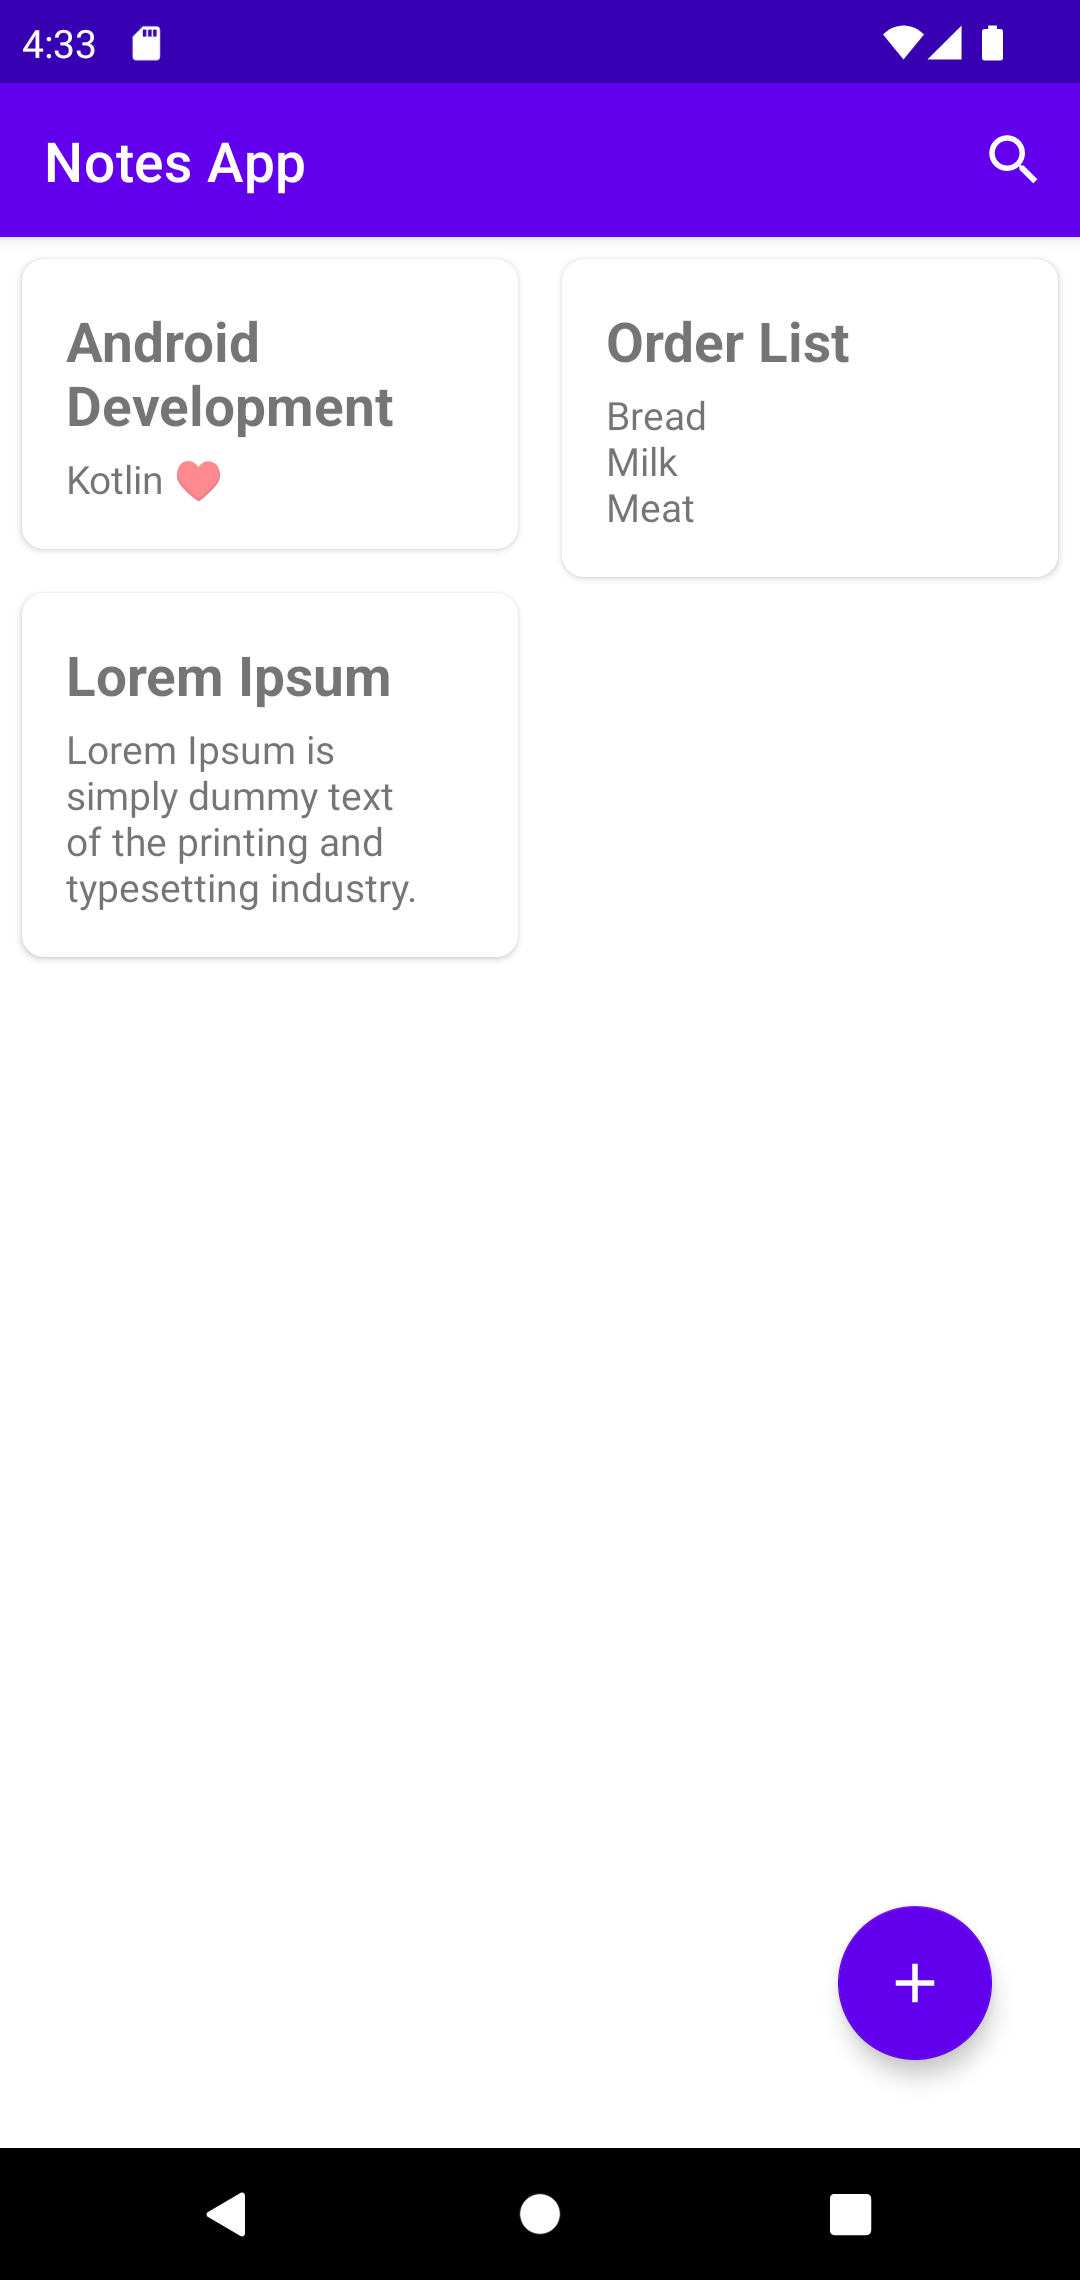 4:33
Notes App
Android
Development
Kotlin ❤️
Order List
Bread
Milk
Meat
Lorem Ipsum
Lorem Ipsum is
simply dummy text
of the printing and
typesetting industry.